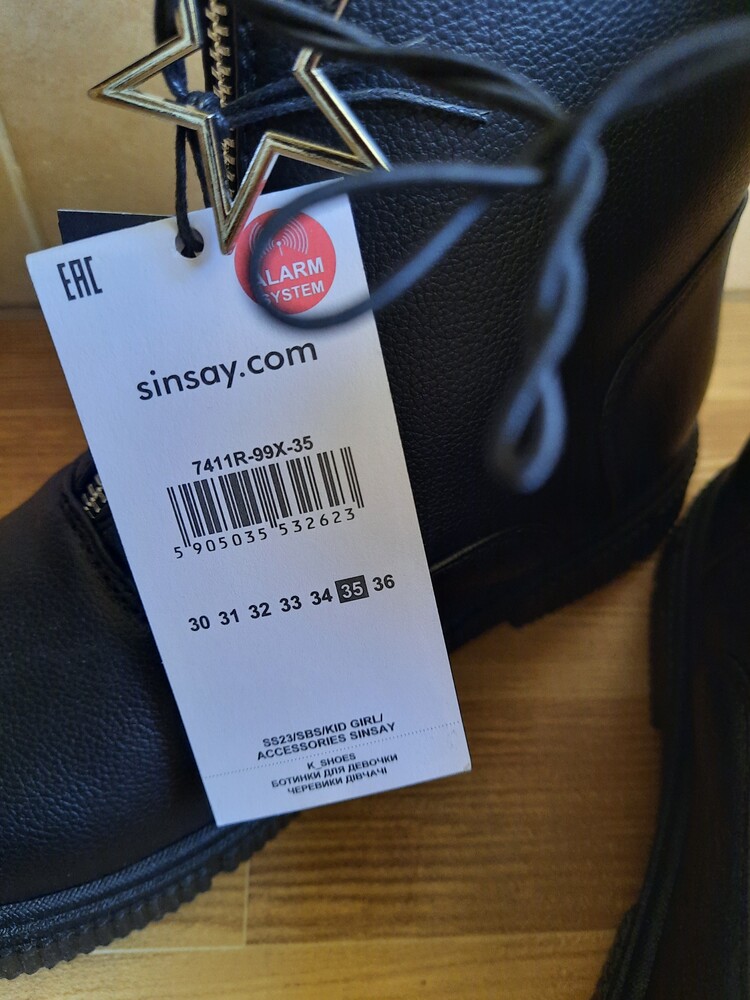 EAC
ALARM
SYSTEM
sinsay.com
7411R-99X-35
5 905035 532623
30 31 32 33 34 35 36
SS23/SBS/KID GIRL/
ACCESSORIES SINSAY
K_SHOES
БОТИНКИ ДЛЯ ДЕВОЧКИ
ЧЕРЕВИКИ ДІВЧАЧІ